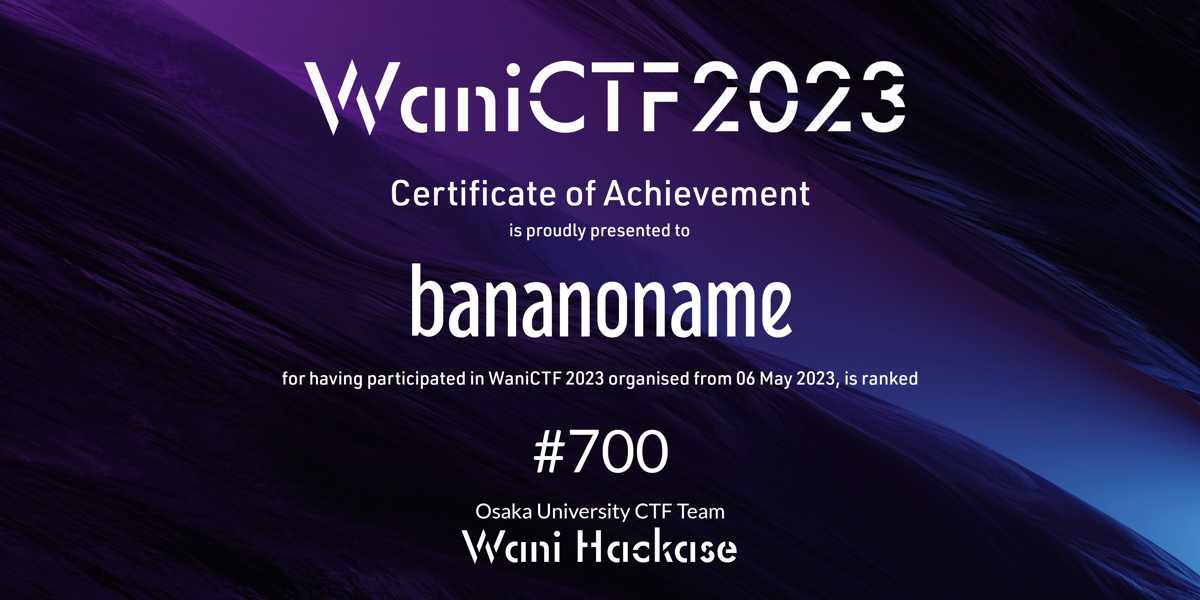 WaniCTF2023
Certificate of Achievement
is proudly presented to
bananoname
for having participated in WaniCTF 2023 organised from 06 May 2023, is ranked
#700
Osaka University CTF Team
Wani Hackase